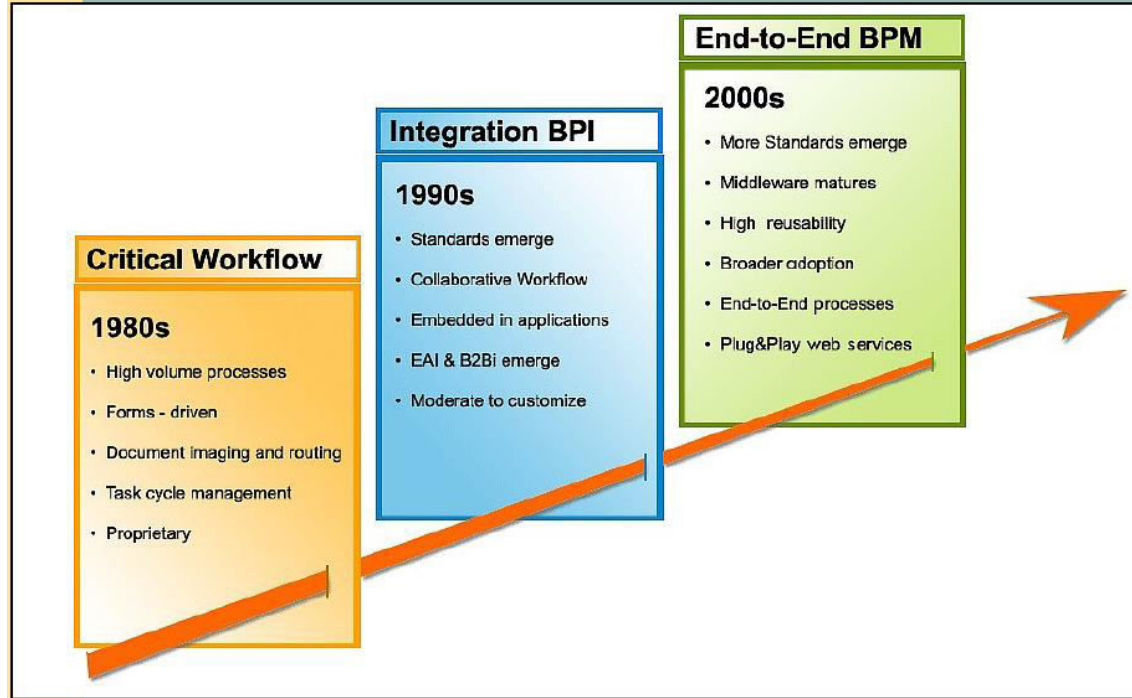 Critical Workflow
1980s
• High volume processes
• Forms - driven
• Document imaging and routing
• Task cycle management
• Proprietary
Integration BPI
1990s
• Standards emerge
• Collaborative Workflow
• Embedded in applications
• EAI & B2Bi emerge
• Moderate to customize
End-to-End BPM
2000s
• More Standards emerge
• Middleware matures
• High reusability
• Broader adoption
• End-to-End processes
• Plug&Play web services